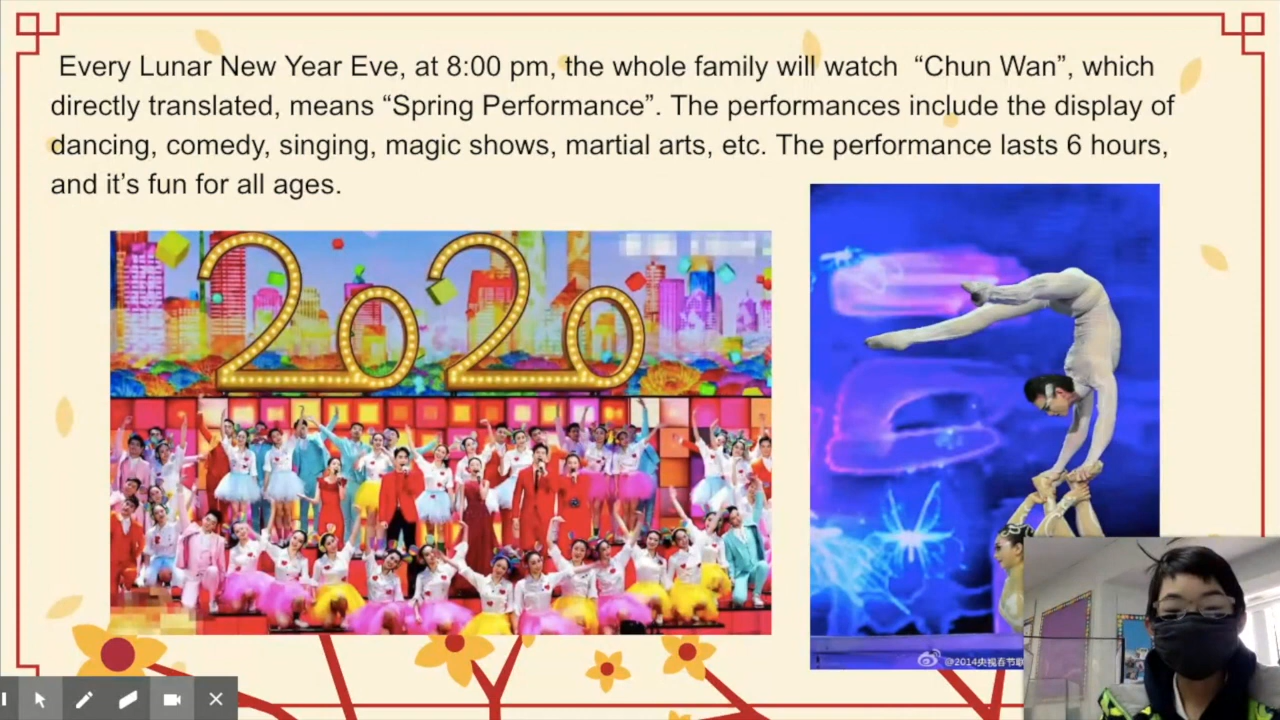 Every Lunar New Year Eve, at 8:00 pm, the whole family will watch “Chun Wan”, which
directly translated, means “Spring Performance”. The performances include the display of
dancing, comedy, singing, magic shows, martial arts, etc. The performance lasts 6 hours,
and it’s fun for all ages.
2020
@2014央视春节联